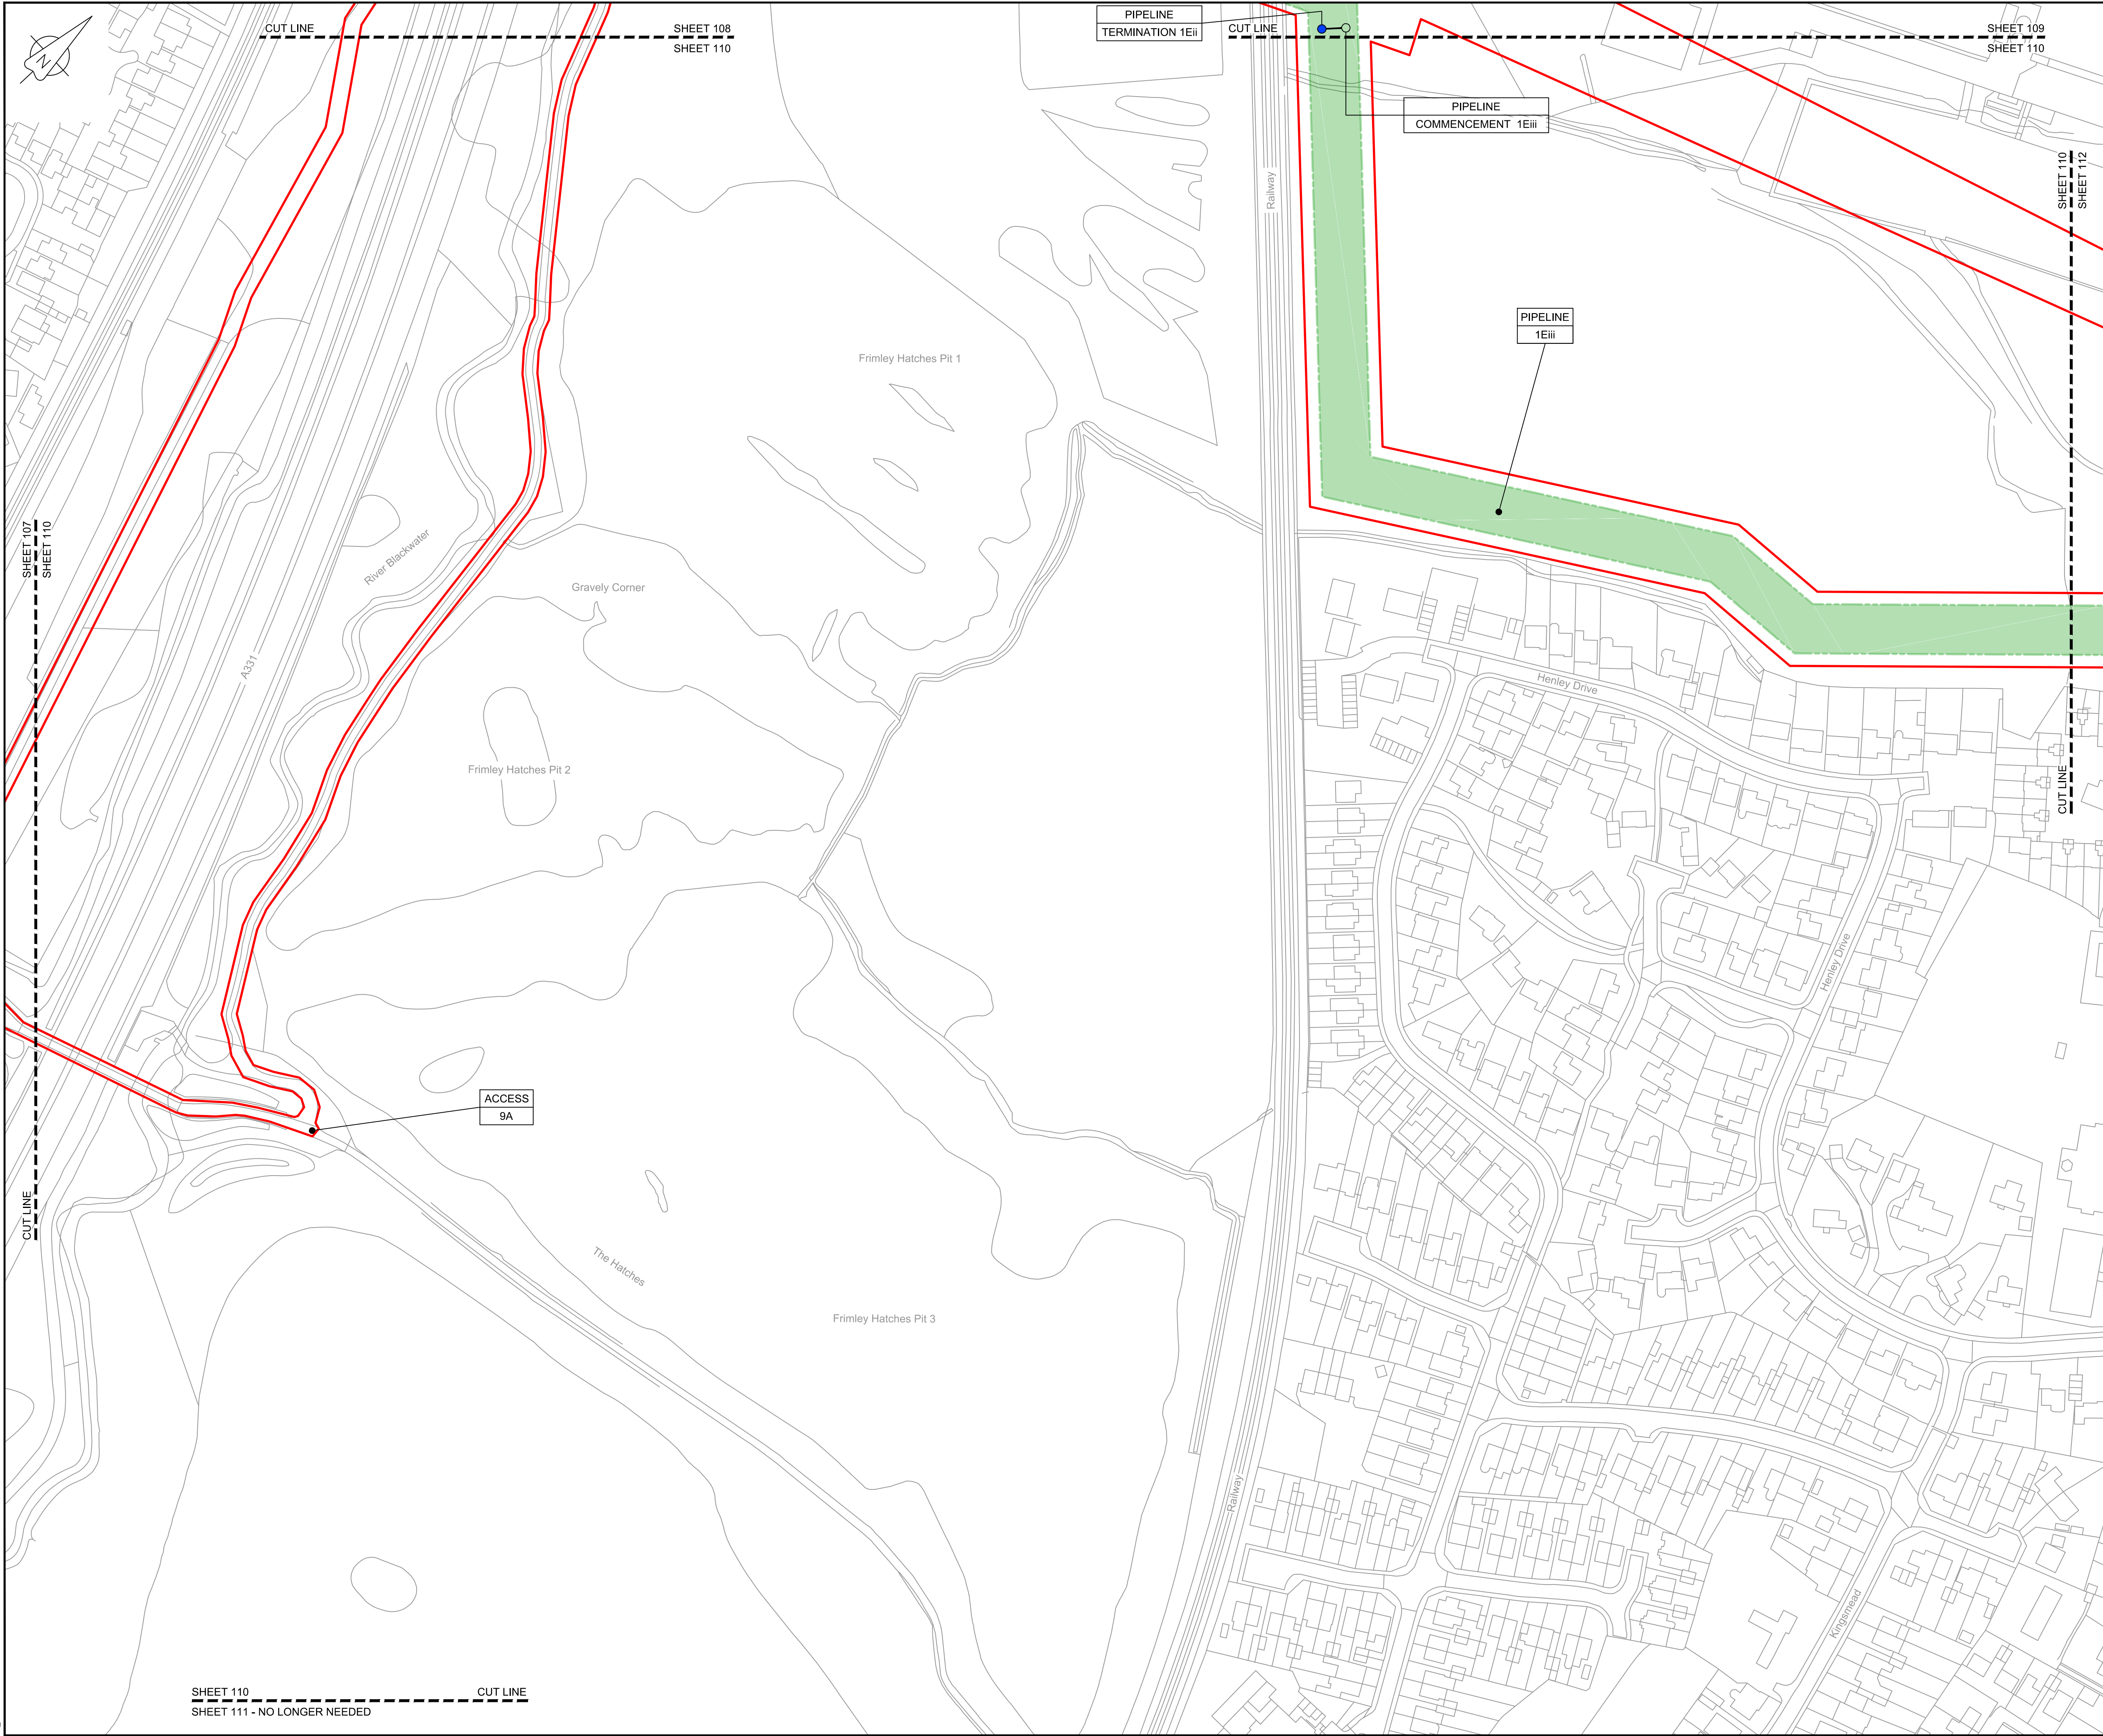 CUT LINE
SHEET 108
SHEET 110
PIPELINE
TERMINATION 1Eii
CUT LINE
SHEET 109
SHEET 110
N
PIPELINE
COMMENCEMENT 1Eiii
SHEET 110
SHEET 112
CUT LINE
Railway
PIPELINE
1Eiii
Frimley Hatches Pit 1
SHEET 107
SHEET 110
CUT LINE
River Blackwater
Gravely Corner
A331
Henley Drive
Frimley Hatches Pit 2
Henley Drive
ACCESS
9A
The Hatches
Frimley Hatches Pit 3
Railway
Kingsmead
SHEET 110
CUT LINE
SHEET 111 - NO LONGER NEEDED